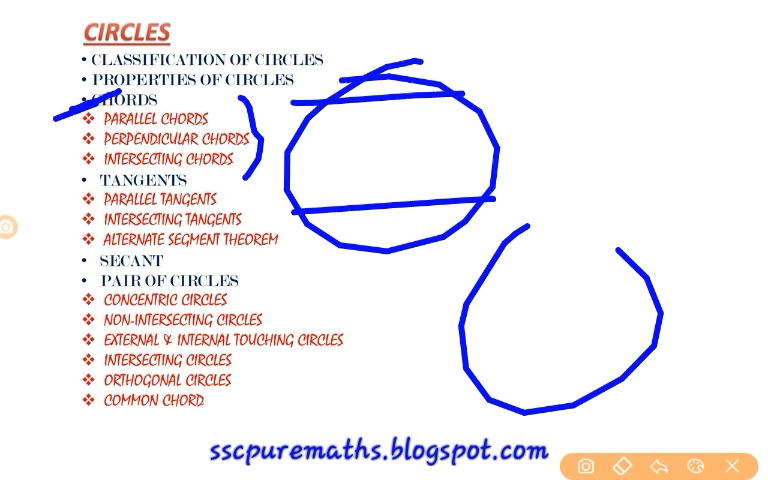 CIRCLES
• CLASSIFICATION OF CIRCLES
• PROPERTIES OF CIRCLES
• CHORDS
❖ PARALLEL CHORDS
❖ PERPENDICULAR CHORDS
❖ INTERSECTING CHORDS
• TANGENTS
❖ PARALLEL TANGENTS
❖ INTERSECTING TANGENTS
❖ ALTERNATE SEGMENT THEOREM
• SECANT
• PAIR OF CIRCLES
❖ CONCENTRIC CIRCLES
❖ NON-INTERSECTING CIRCLES
❖ EXTERNAL & INTERNAL TOUCHING CIRCLES
❖ INTERSECTING CIRCLES
❖ ORTHOGONAL CIRCLES
❖ COMMON CHORD
sscpuremaths.blogspot.com